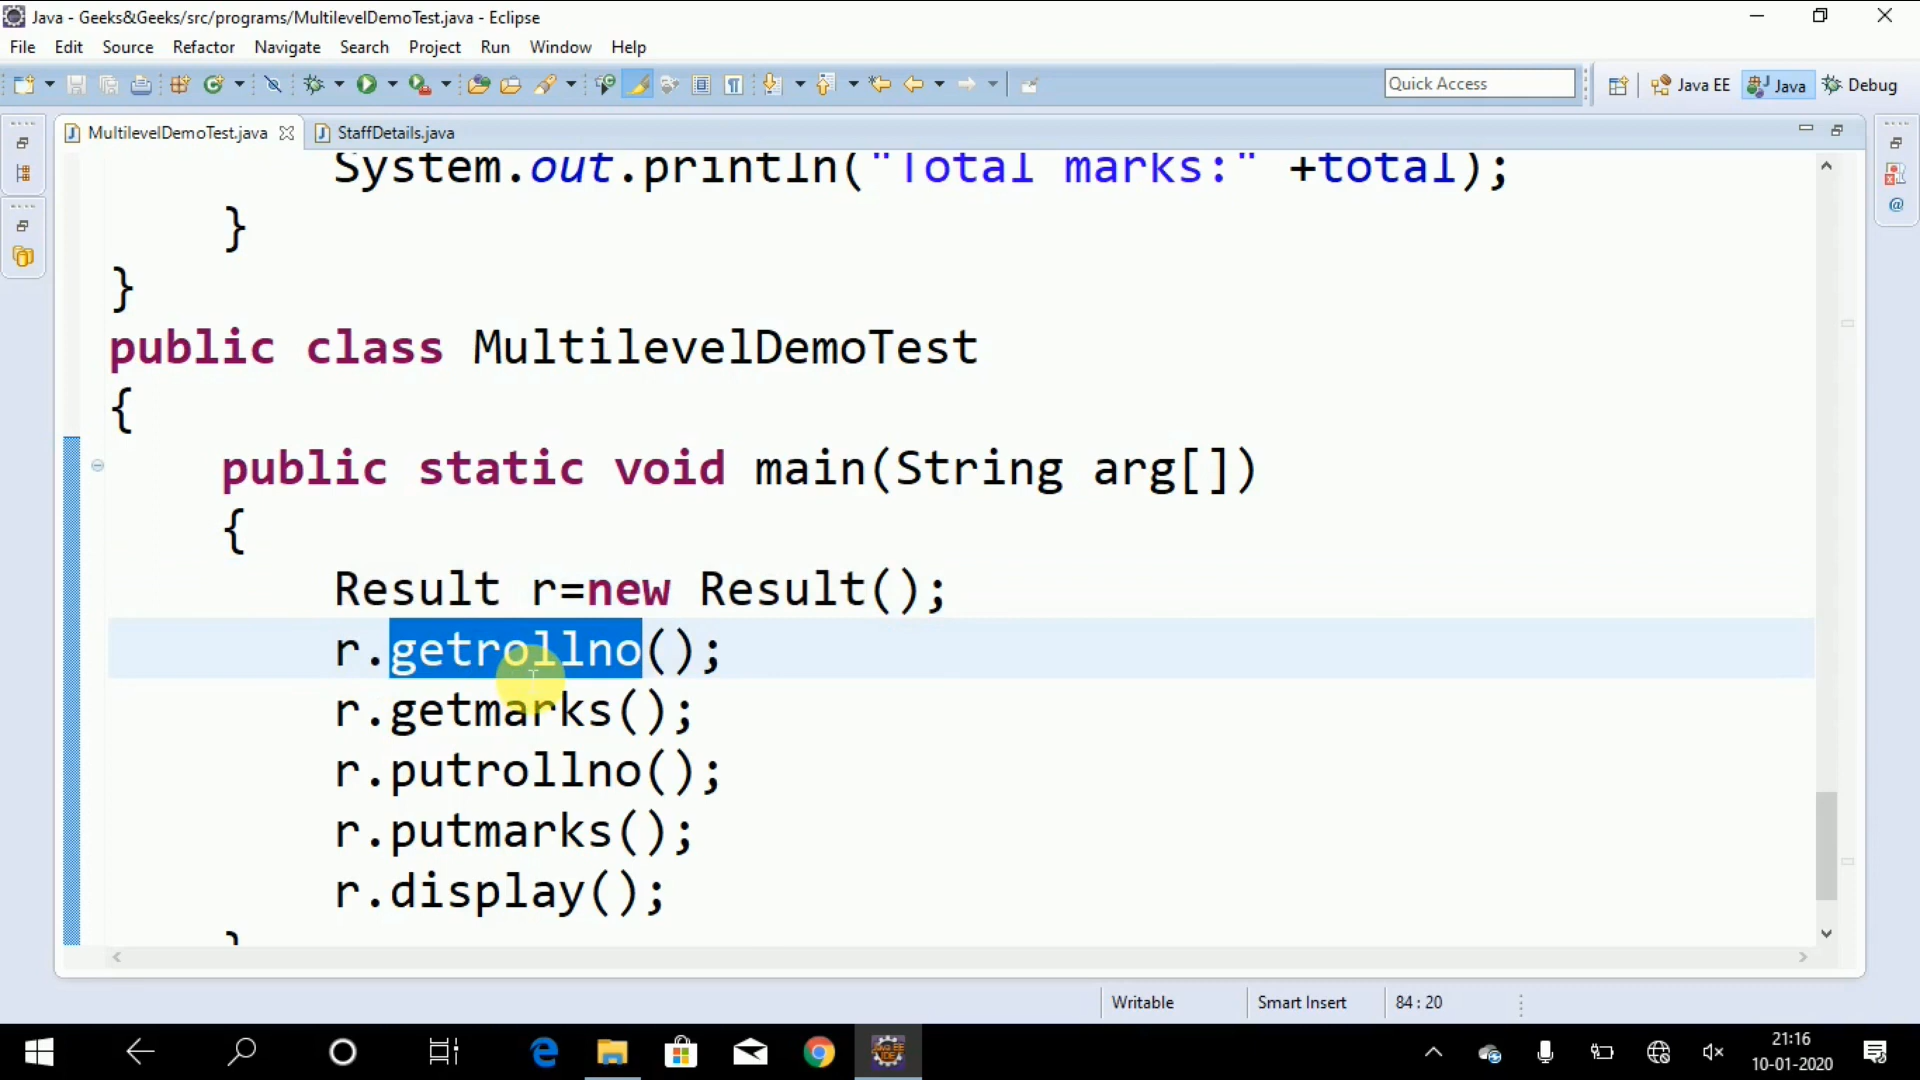 Java - Geeks&Geeks/src/programs/MultilevelDemoTest.java - Eclipse
File Edit Source Refactor Navigate Search Project Run Window Help
Quick Access Java EE Java Debug
MultilevelDemoTest.java StaffDetails.java
System.out.println("Total marks:" +total);
}
}
public class MultilevelDemoTest
{
public static void main(String arg[])
{
Result r=new Result();
r.getrollno();
r.getmarks();
r.putrollno();
r.putmarks();
r.display();
}
Writable Smart Insert 84 : 20
21:16
10-01-2020